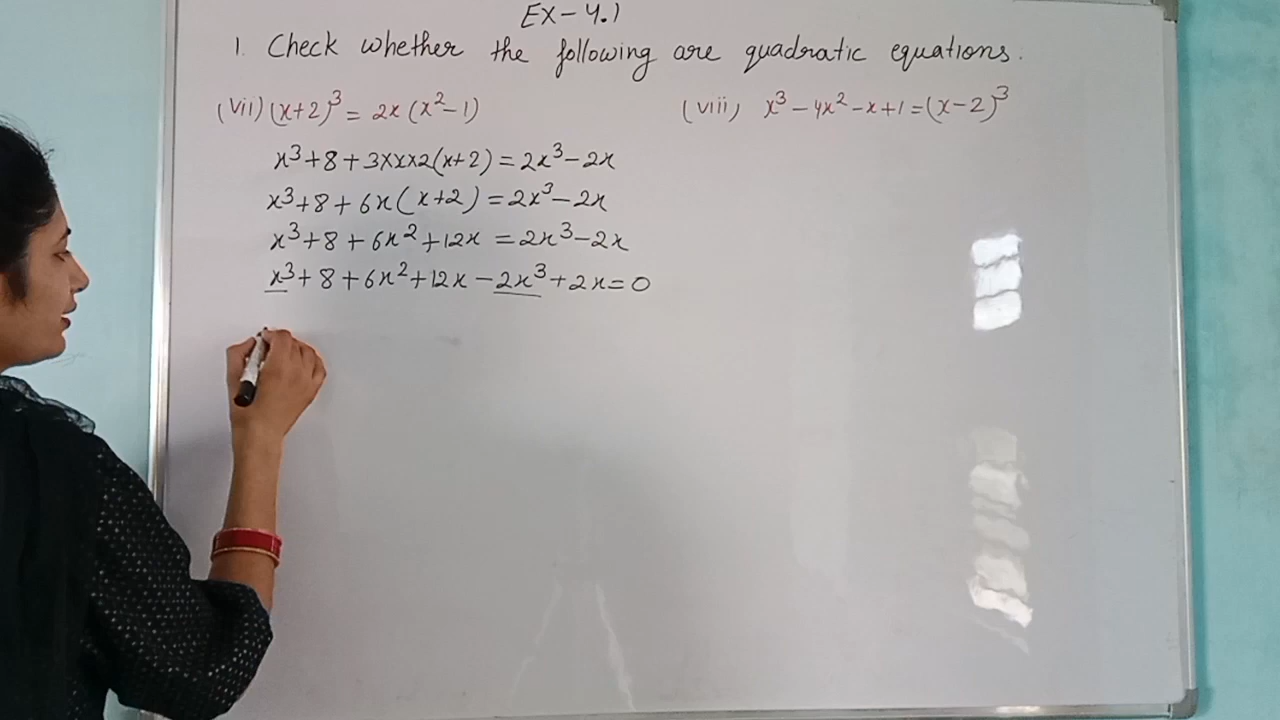 Ex-4.1
1. Check whether the following are quadratic equations.
(vii) (x+2)³ = 2x(x²-1)
(viii) x³-4x²-x+1=(x-2)³
x³+8+3×x×2(x+2)=2x³-2x
x³+8+6x(x+2)=2x³-2x
x³+8+6x²+12x=2x³-2x
x³+8+6x²+12x-2x³+2x=0